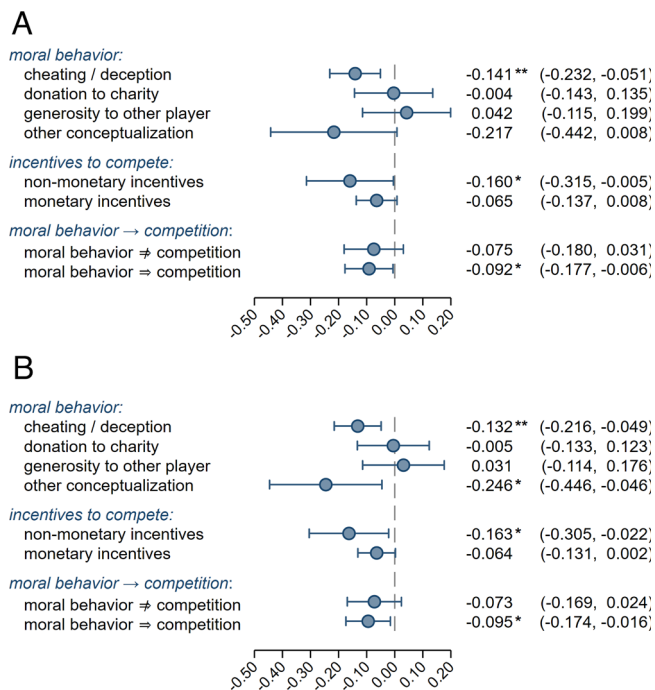 A
moral behavior:
cheating / deception -0.141** (-0.232, -0.051)
donation to charity -0.004 (-0.143, 0.135)
generosity to other player 0.042 (-0.115, 0.199)
other conceptualization -0.217 (-0.442, 0.008)
incentives to compete:
non-monetary incentives -0.160* (-0.315, -0.005)
monetary incentives -0.065 (-0.137, 0.008)
moral behavior → competition:
moral behavior ⇏ competition -0.075 (-0.180, 0.031)
moral behavior ⇒ competition -0.092* (-0.177, -0.006)
-0.50 -0.40 -0.30 -0.20 -0.10 0.00 0.10 0.20
B
moral behavior:
cheating / deception -0.132** (-0.216, -0.049)
donation to charity -0.005 (-0.133, 0.123)
generosity to other player 0.031 (-0.114, 0.176)
other conceptualization -0.246* (-0.446, -0.046)
incentives to compete:
non-monetary incentives -0.163* (-0.305, -0.022)
monetary incentives -0.064 (-0.131, 0.002)
moral behavior → competition:
moral behavior ⇏ competition -0.073 (-0.169, 0.024)
moral behavior ⇒ competition -0.095* (-0.174, -0.016)
-0.50 -0.40 -0.30 -0.20 -0.10 0.00 0.10 0.20